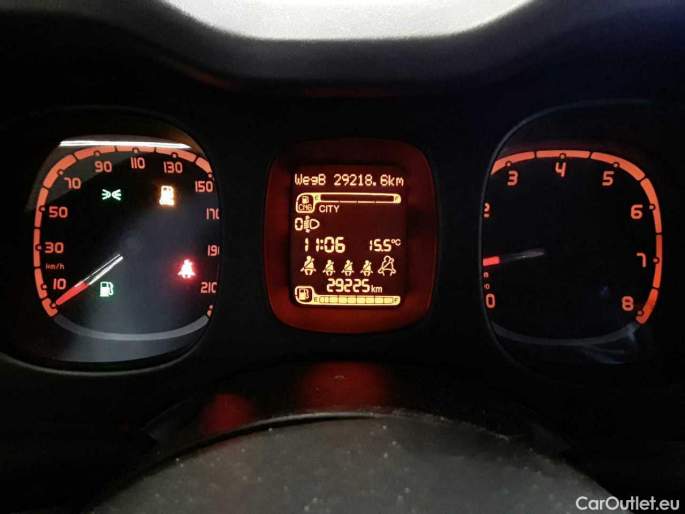 10 30 50 70 90 110 130 150 170 190 210
km/h
WegB 29218.6km
CNG E F
CITY
0
11:06 15.5°C
29225 km
E F
0 2 3 4 5 6 7 8
CarOutlet.eu